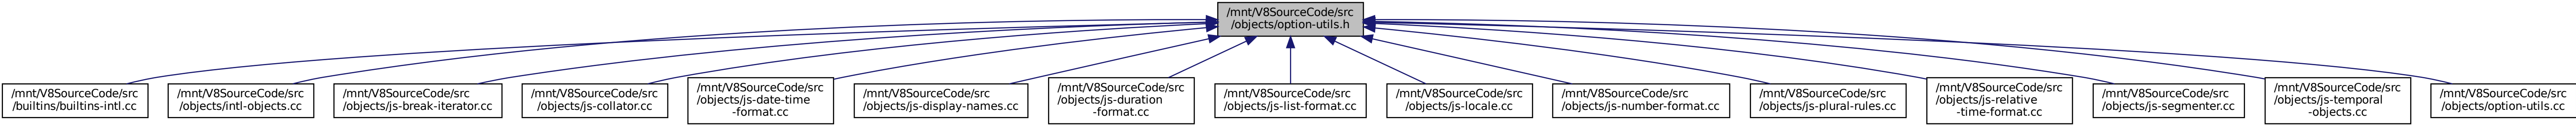 /mnt/V8SourceCode/src
/objects/option-utils.h
/mnt/V8SourceCode/src
/builtins/builtins-intl.cc
/mnt/V8SourceCode/src
/objects/intl-objects.cc
/mnt/V8SourceCode/src
/objects/js-break-iterator.cc
/mnt/V8SourceCode/src
/objects/js-collator.cc
/mnt/V8SourceCode/src
/objects/js-date-time
-format.cc
/mnt/V8SourceCode/src
/objects/js-display-names.cc
/mnt/V8SourceCode/src
/objects/js-duration
-format.cc
/mnt/V8SourceCode/src
/objects/js-list-format.cc
/mnt/V8SourceCode/src
/objects/js-locale.cc
/mnt/V8SourceCode/src
/objects/js-number-format.cc
/mnt/V8SourceCode/src
/objects/js-plural-rules.cc
/mnt/V8SourceCode/src
/objects/js-relative
-time-format.cc
/mnt/V8SourceCode/src
/objects/js-segmenter.cc
/mnt/V8SourceCode/src
/objects/js-temporal
-objects.cc
/mnt/V8SourceCode/src
/objects/option-utils.cc